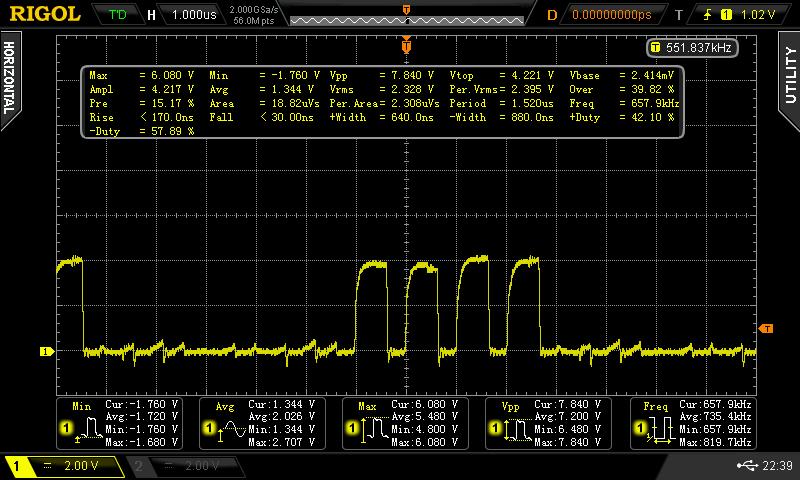 RIGOL T'D H 1.000us 2.000GSa/s 56.0M pts D 0.00000000ps T 1 1.02 V
HORIZONTAL
UTILITY
T 551.837kHz
Max = 6.080 V Min = -1.760 V Vpp = 7.840 V Vtop = 4.221 V Vbase = 2.414mV
Ampl = 4.217 V Avg = 1.344 V Vrms = 2.328 V Per.Vrms= 2.395 V Over = 39.82 %
Pre = 15.17 % Area = 18.82uVs Per.Area= 2.308uVs Period = 1.520us Freq = 657.9kHz
Rise < 170.0ns Fall < 30.00ns +Width = 640.0ns -Width = 880.0ns +Duty = 42.10 %
-Duty = 57.89 %
T
T
1
T
Min Cur:-1.760 V
Avg:-1.720 V
1 Min:-1.760 V
Max:-1.680 V
Avg Cur:1.344 V
Avg:2.026 V
1 Min:1.344 V
Max:2.707 V
Max Cur:6.080 V
Avg:5.480 V
1 Min:4.800 V
Max:6.080 V
Vpp Cur:7.840 V
Avg:7.200 V
1 Min:6.480 V
Max:7.840 V
Freq Cur:657.9kHz
Avg:735.4kHz
1 Min:657.9kHz
Max:819.7kHz
1 = 2.00 V 2 = 2.00 V 22:39